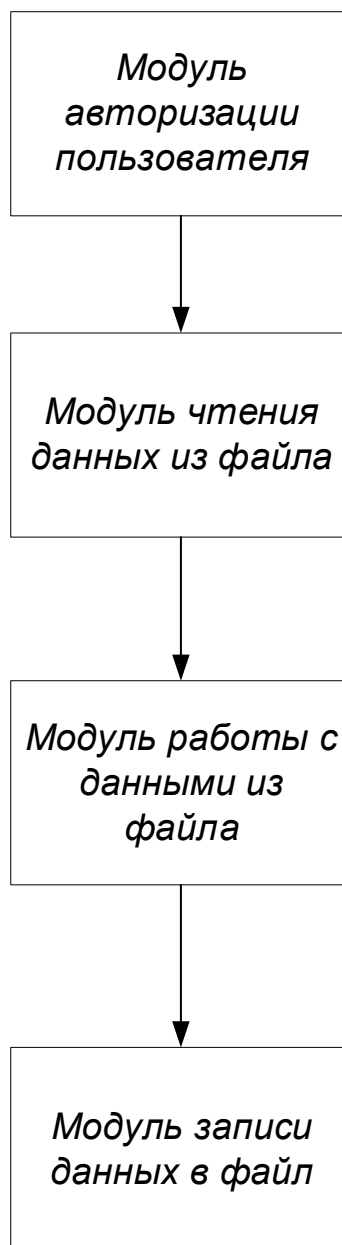 Модуль
авторизации
пользователя
Модуль чтения
данных из файла
Модуль работы с
данными из
файла
Модуль записи
данных в файл